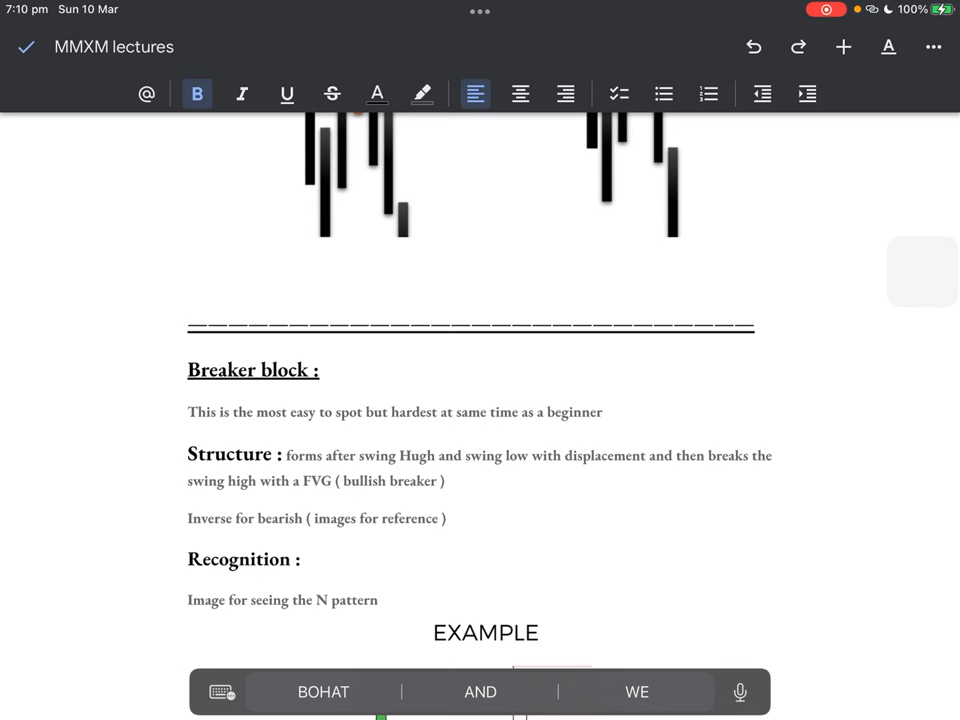 7:10 pm Sun 10 Mar 100%
MMXM lectures
@ B I U S A
Breaker block :
This is the most easy to spot but hardest at same time as a beginner
Structure : forms after swing Hugh and swing low with displacement and then breaks the
swing high with a FVG ( bullish breaker )
Inverse for bearish ( images for reference )
Recognition :
Image for seeing the N pattern
EXAMPLE
BOHAT AND WE